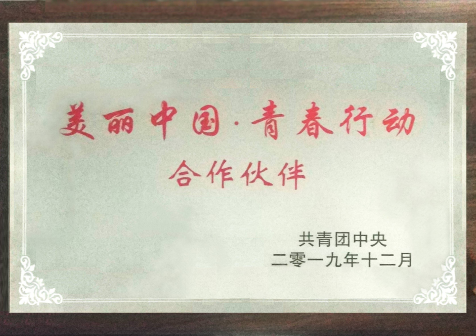 美丽中国·青春行动
合作伙伴
共青团中央
二零一九年十二月